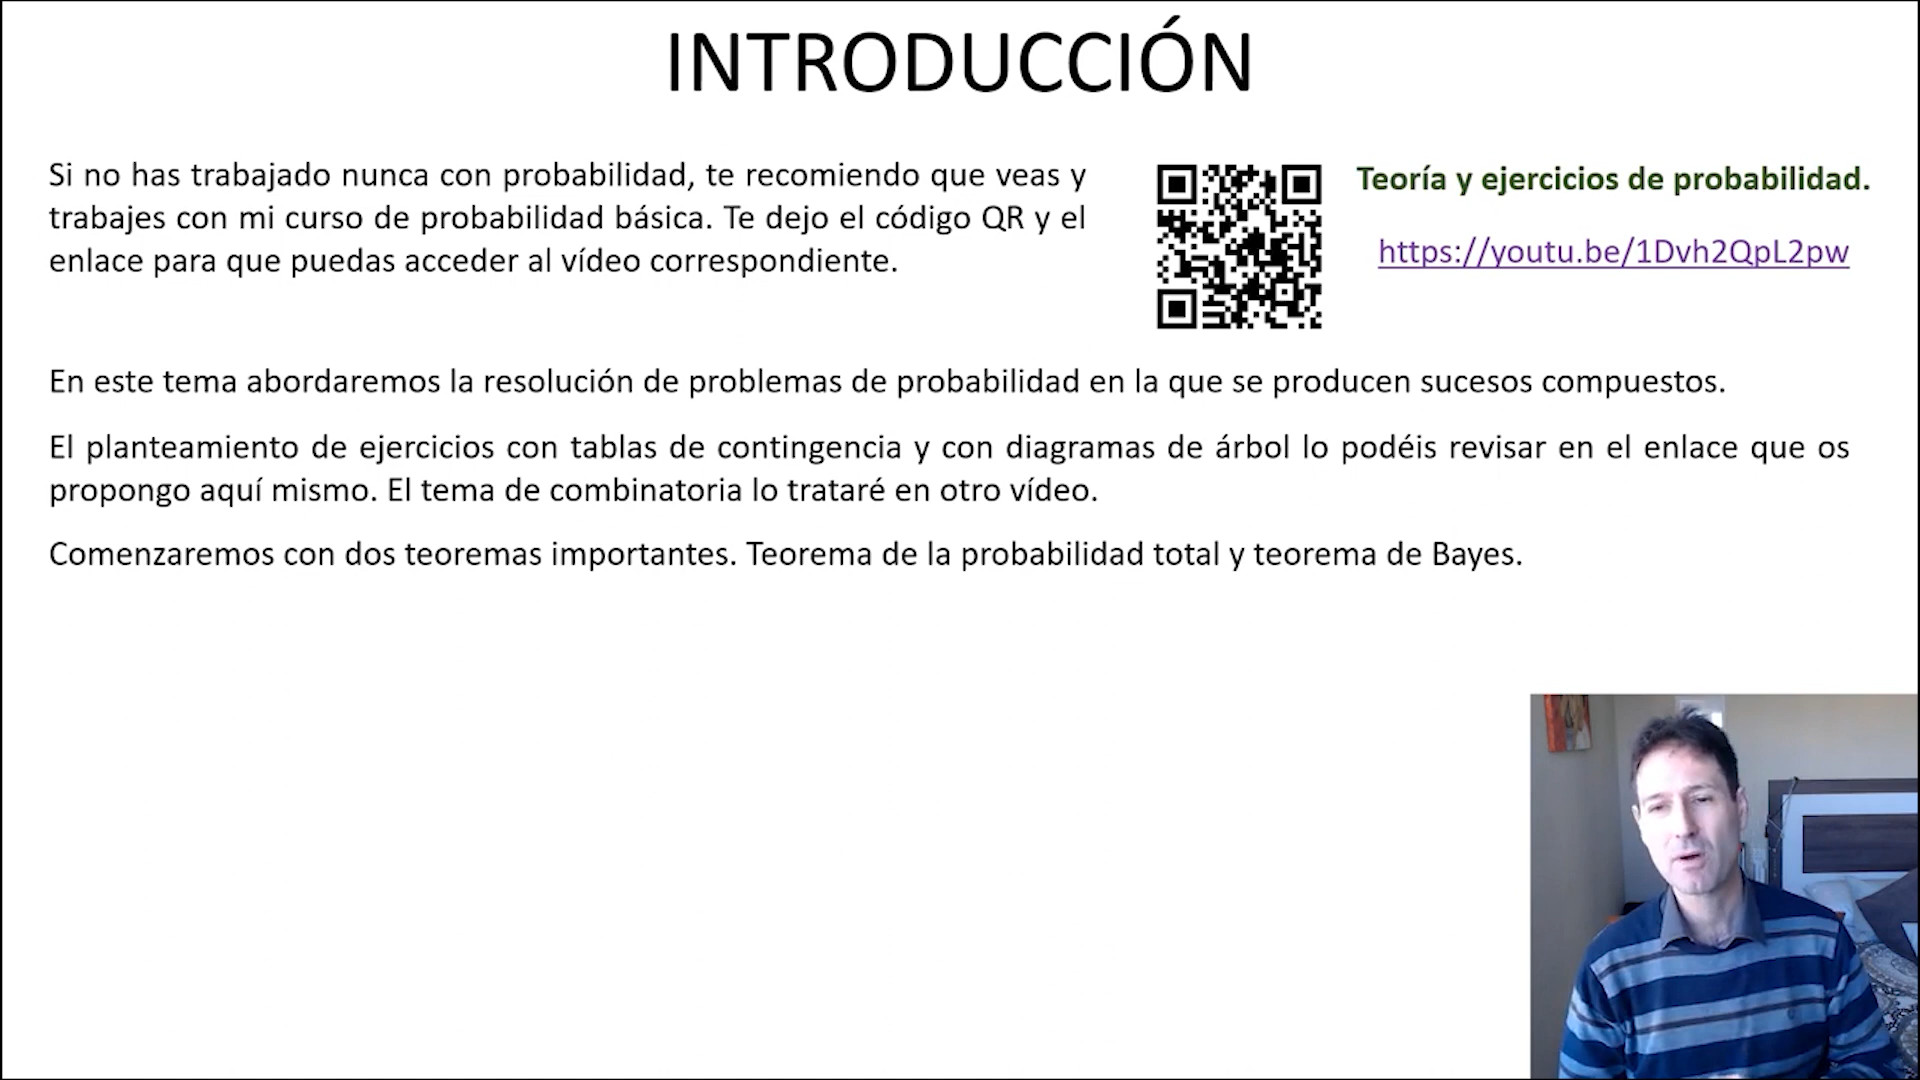 INTRODUCCIÓN
Si no has trabajado nunca con probabilidad, te recomiendo que veas y
trabajes con mi curso de probabilidad básica. Te dejo el código QR y el
enlace para que puedas acceder al vídeo correspondiente.
Teoría y ejercicios de probabilidad.
https://youtu.be/1Dvh2QpL2pw
En este tema abordaremos la resolución de problemas de probabilidad en la que se producen sucesos compuestos.
El planteamiento de ejercicios con tablas de contingencia y con diagramas de árbol lo podéis revisar en el enlace que os
propongo aquí mismo. El tema de combinatoria lo trataré en otro vídeo.
Comenzaremos con dos teoremas importantes. Teorema de la probabilidad total y teorema de Bayes.